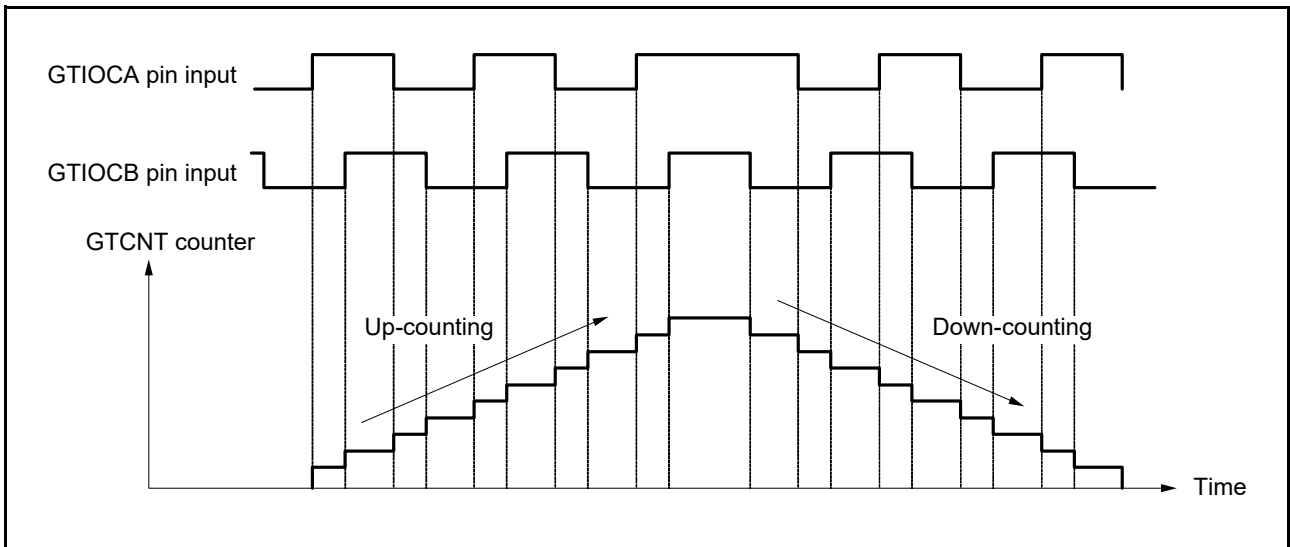 GTIOCA pin input
GTIOCB pin input
GTCNT counter
Up-counting
Down-counting
Time